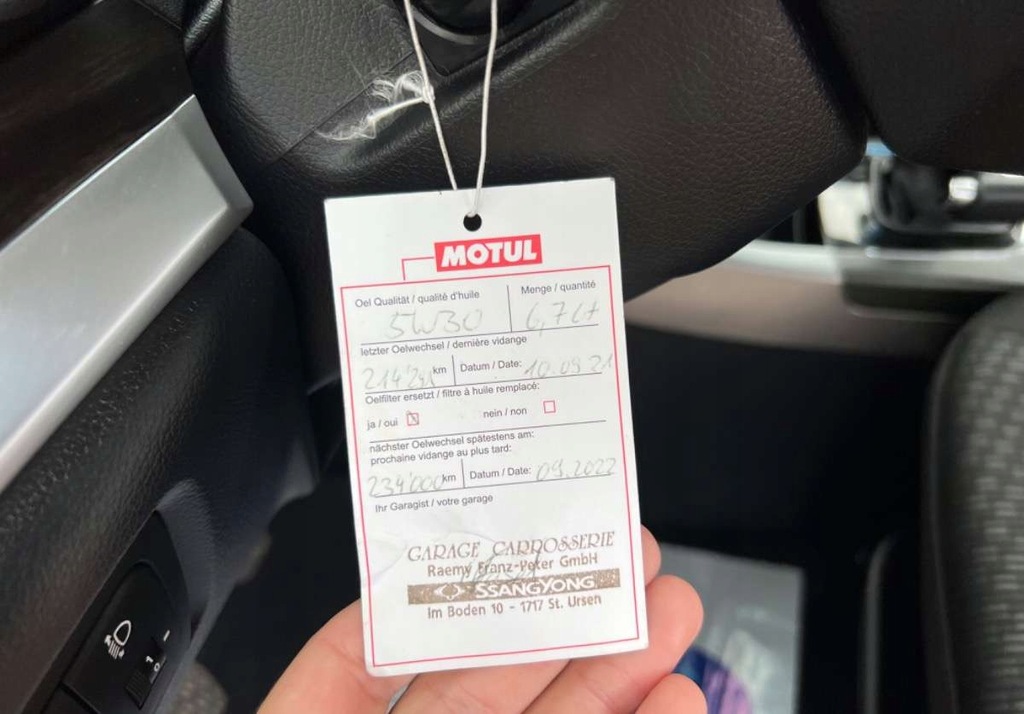 MOTUL
Oel Qualität / qualité d'huile
Menge / quantité
5W30
6,7 Lt
letzter Oelwechsel / dernière vidange
km
Datum / Date: 10.09.21
Oelfilter ersetzt / filtre à huile remplacé:
ja / oui
nein / non
nächster Oelwechsel spätestens am:
prochaine vidange au plus tard:
234'000 km
Datum / Date: 09.2022
Ihr Garagist / votre garage
GARAGE CARROSSERIE
Raemy Franz-Peter GmbH
SSANGYONG
Im Boden 10 - 1717 St. Ursen
1
0